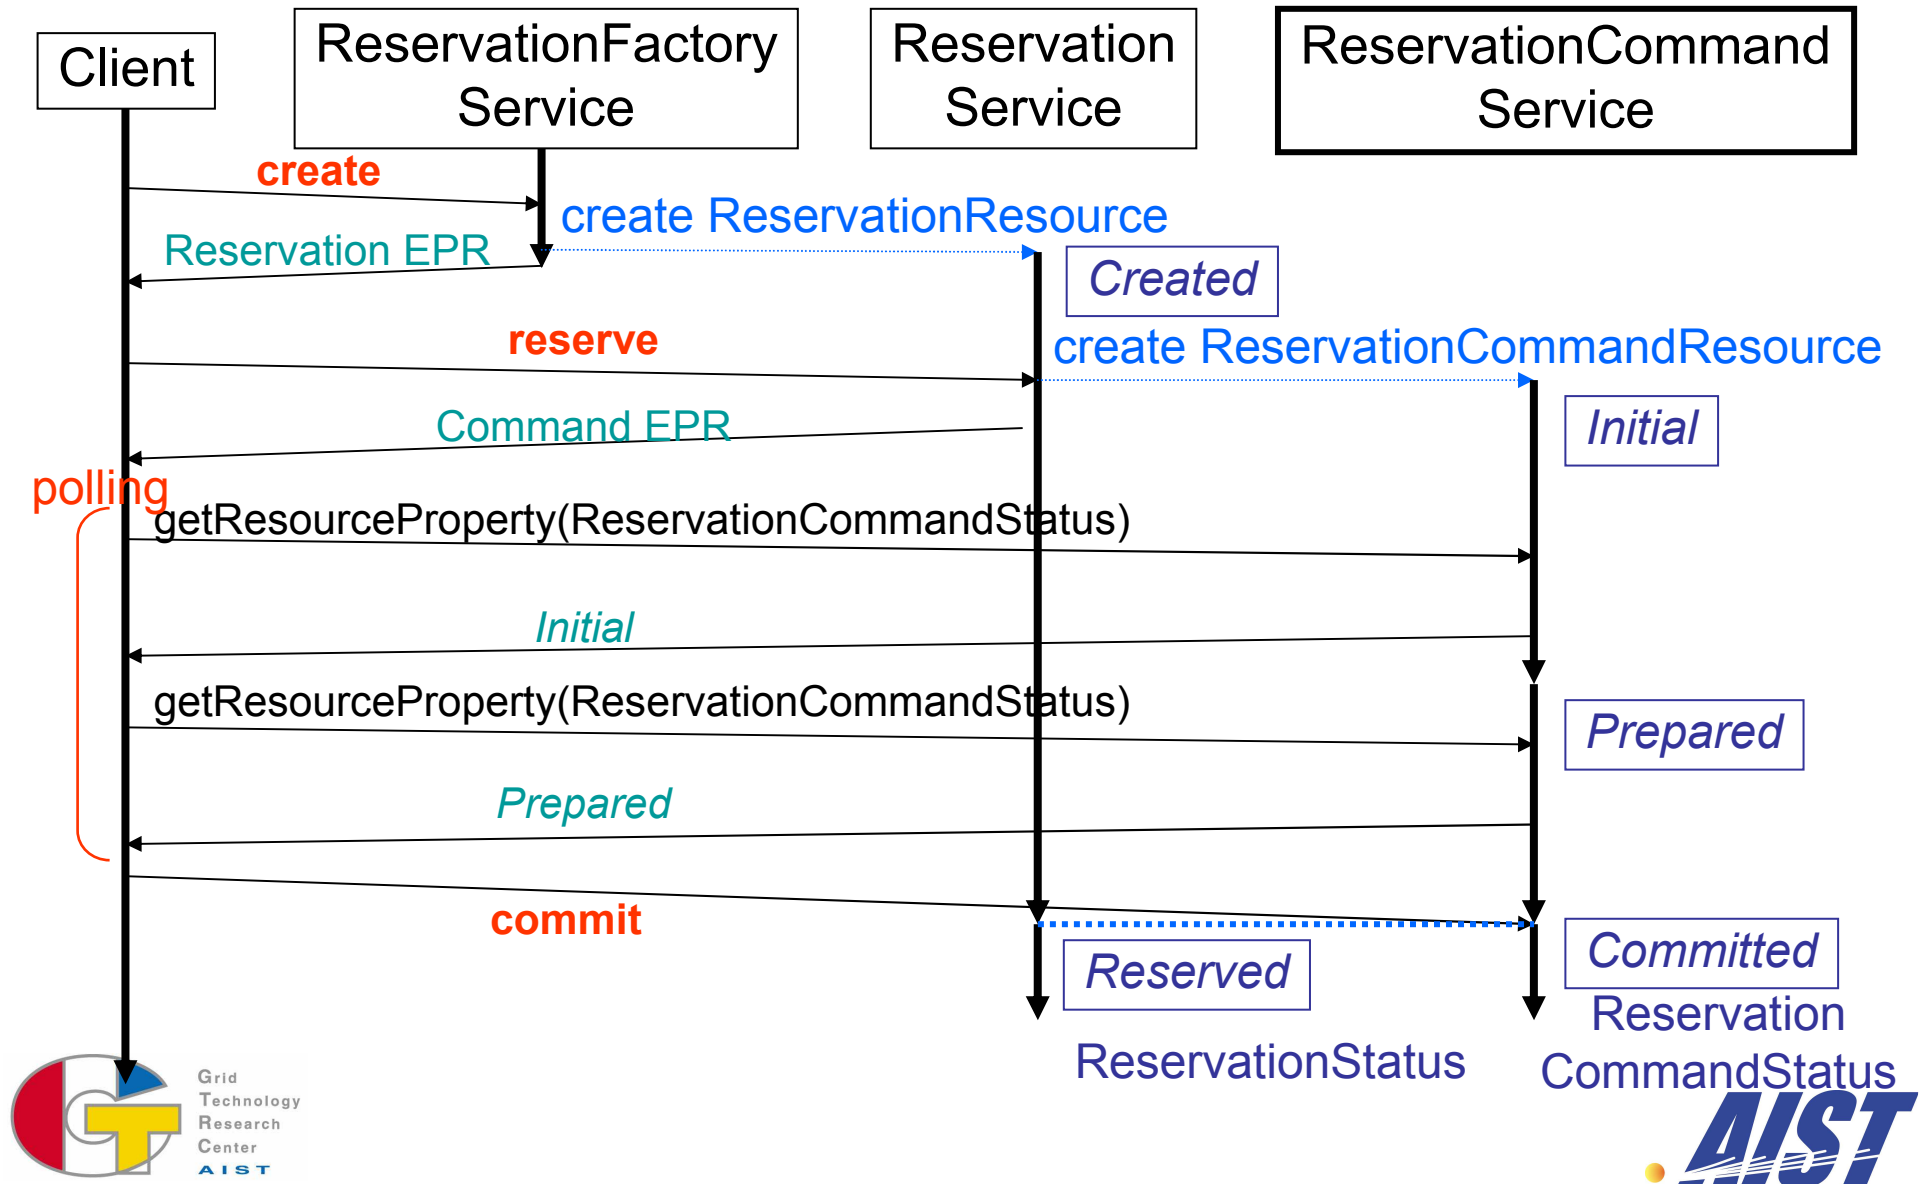 Client
ReservationFactory
Service
Reservation
Service
ReservationCommand
Service
create
create ReservationResource
Reservation EPR
Created
reserve
create ReservationCommandResource
Command EPR
Initial
polling
getResourceProperty(ReservationCommandStatus)
Initial
getResourceProperty(ReservationCommandStatus)
Prepared
Prepared
commit
Committed
Reserved
Reservation
CommandStatus
ReservationStatus
Grid
Technology
Research
Center
AIST
AIST